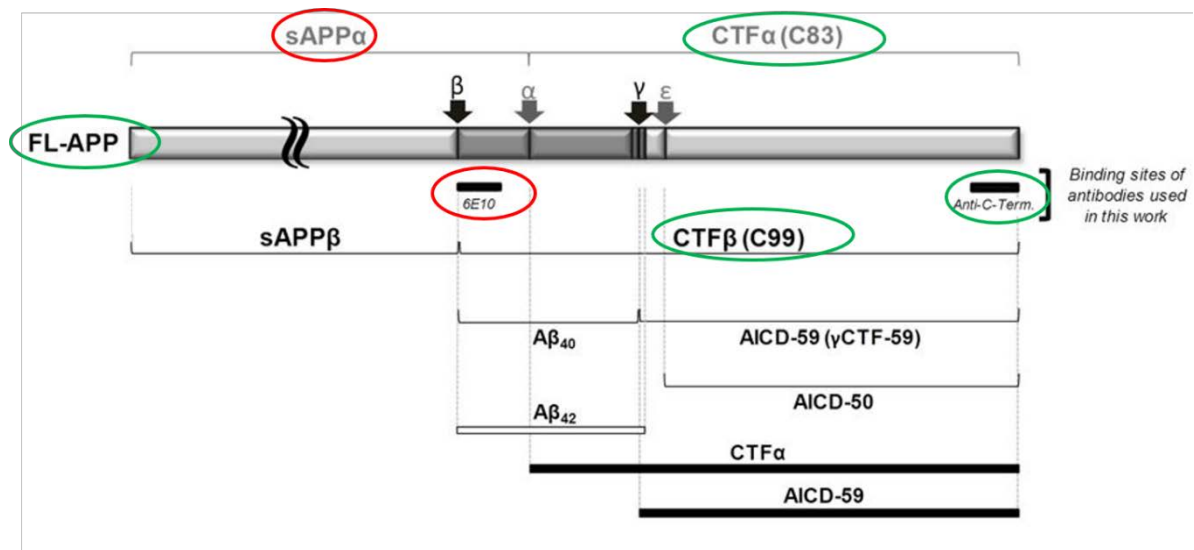 sAPPα
CTFα (C83)
β
α
γ
ε
FL-APP
6E10
Anti-C-Term.
Binding sites of
antibodies used
in this work
sAPPβ
CTFβ (C99)
Aβ₄₀
AICD-59 (γCTF-59)
AICD-50
Aβ₄₂
CTFα
AICD-59